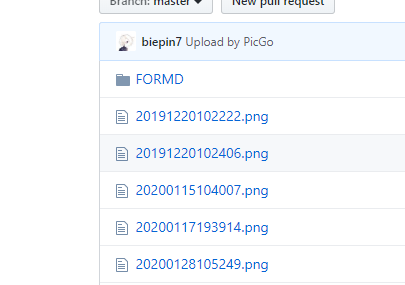 Branch: master
New pull request
biepin7 Upload by PicGo
FORMD
20191220102222.png
20191220102406.png
20200115104007.png
20200117193914.png
20200128105249.png